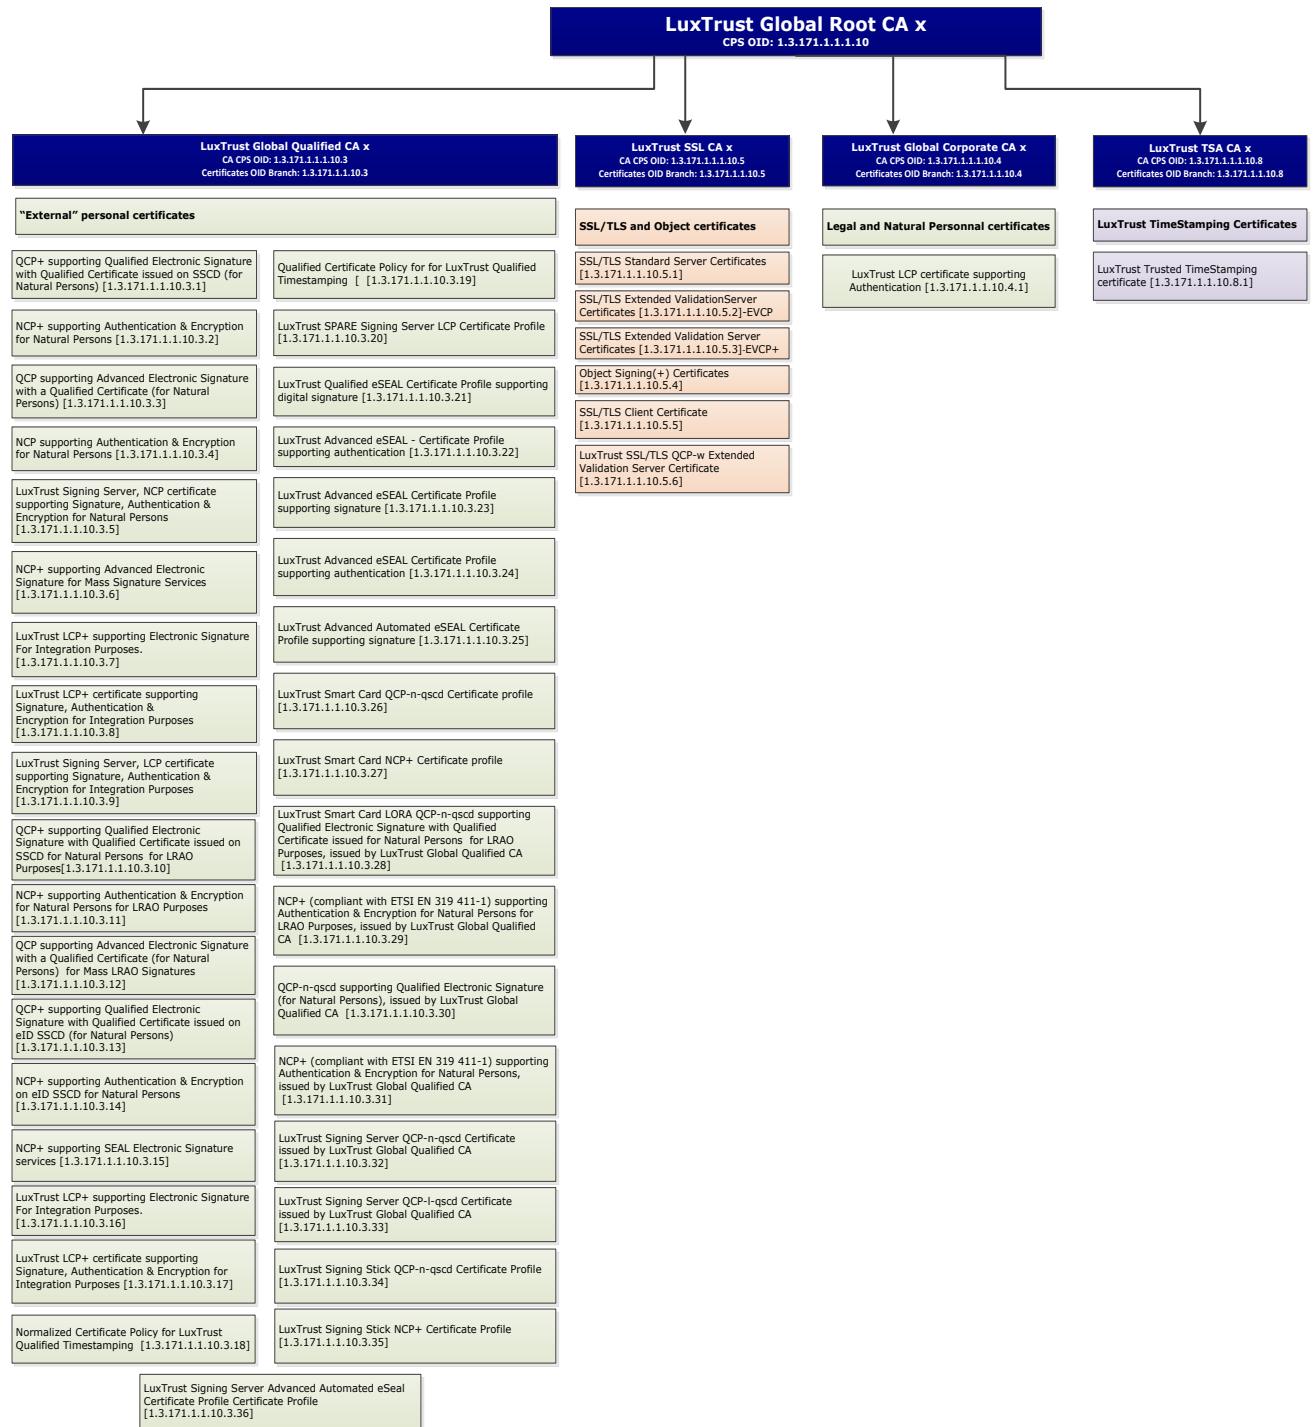 LuxTrust Global Root CA x
CPS OID: 1.3.171.1.1.1.10
LuxTrust Global Qualified CA x
CA CPS OID: 1.3.171.1.1.1.10.3
Certificates OID Branch: 1.3.171.1.1.10.3
LuxTrust SSL CA x
CA CPS OID: 1.3.171.1.1.1.10.5
Certificates OID Branch: 1.3.171.1.1.10.5
LuxTrust Global Corporate CA x
CA CPS OID: 1.3.171.1.1.1.10.4
Certificates OID Branch: 1.3.171.1.1.10.4
LuxTrust TSA CA x
CA CPS OID: 1.3.171.1.1.1.10.8
Certificates OID Branch: 1.3.171.1.1.10.8
“External” personal certificates
QCP+ supporting Qualified Electronic Signature
with Qualified Certificate issued on SSCD (for
Natural Persons) [1.3.171.1.1.10.3.1]
NCP+ supporting Authentication & Encryption
for Natural Persons [1.3.171.1.1.10.3.2]
QCP supporting Advanced Electronic Signature
with a Qualified Certificate (for Natural
Persons) [1.3.171.1.1.10.3.3]
NCP supporting Authentication & Encryption
for Natural Persons [1.3.171.1.1.10.3.4]
LuxTrust Signing Server, NCP certificate
supporting Signature, Authentication &
Encryption for Natural Persons
[1.3.171.1.1.10.3.5]
NCP+ supporting Advanced Electronic
Signature for Mass Signature Services
[1.3.171.1.1.10.3.6]
LuxTrust LCP+ supporting Electronic Signature
For Integration Purposes.
[1.3.171.1.1.10.3.7]
LuxTrust LCP+ certificate supporting
Signature, Authentication &
Encryption for Integration Purposes
[1.3.171.1.1.10.3.8]
LuxTrust Signing Server, LCP certificate
supporting Signature, Authentication &
Encryption for Integration Purposes
[1.3.171.1.1.10.3.9]
QCP+ supporting Qualified Electronic
Signature with Qualified Certificate issued on
SSCD for Natural Persons for LRAO
Purposes[1.3.171.1.1.10.3.10]
NCP+ supporting Authentication & Encryption
for Natural Persons for LRAO Purposes
[1.3.171.1.1.10.3.11]
QCP supporting Advanced Electronic Signature
with a Qualified Certificate (for Natural
Persons) for Mass LRAO Signatures
[1.3.171.1.1.10.3.12]
QCP+ supporting Qualified Electronic
Signature with Qualified Certificate issued on
eID SSCD (for Natural Persons)
[1.3.171.1.1.10.3.13]
NCP+ supporting Authentication & Encryption
on eID SSCD for Natural Persons
[1.3.171.1.1.10.3.14]
NCP+ supporting SEAL Electronic Signature
services [1.3.171.1.1.10.3.15]
LuxTrust LCP+ supporting Electronic Signature
For Integration Purposes.
[1.3.171.1.1.10.3.16]
LuxTrust LCP+ certificate supporting
Signature, Authentication & Encryption for
Integration Purposes [1.3.171.1.1.10.3.17]
Normalized Certificate Policy for LuxTrust
Qualified Timestamping [1.3.171.1.1.10.3.18]
Qualified Certificate Policy for for LuxTrust Qualified
Timestamping [ [1.3.171.1.1.10.3.19]
LuxTrust SPARE Signing Server LCP Certificate Profile
[1.3.171.1.1.10.3.20]
LuxTrust Qualified eSEAL Certificate Profile supporting
digital signature [1.3.171.1.1.10.3.21]
LuxTrust Advanced eSEAL - Certificate Profile
supporting authentication [1.3.171.1.1.10.3.22]
LuxTrust Advanced eSEAL Certificate Profile
supporting signature [1.3.171.1.1.10.3.23]
LuxTrust Advanced eSEAL Certificate Profile
supporting authentication [1.3.171.1.1.10.3.24]
LuxTrust Advanced Automated eSEAL Certificate
Profile supporting signature [1.3.171.1.1.10.3.25]
LuxTrust Smart Card QCP-n-qscd Certificate profile
[1.3.171.1.1.10.3.26]
LuxTrust Smart Card NCP+ Certificate profile
[1.3.171.1.1.10.3.27]
LuxTrust Smart Card LORA QCP-n-qscd supporting
Qualified Electronic Signature with Qualified
Certificate issued for Natural Persons for LRAO
Purposes, issued by LuxTrust Global Qualified CA
[1.3.171.1.1.10.3.28]
NCP+ (compliant with ETSI EN 319 411-1) supporting
Authentication & Encryption for Natural Persons for
LRAO Purposes, issued by LuxTrust Global Qualified
CA [1.3.171.1.1.10.3.29]
QCP-n-qscd supporting Qualified Electronic Signature
(for Natural Persons), issued by LuxTrust Global
Qualified CA [1.3.171.1.1.10.3.30]
NCP+ (compliant with ETSI EN 319 411-1) supporting
Authentication & Encryption for Natural Persons,
issued by LuxTrust Global Qualified CA
[1.3.171.1.1.10.3.31]
LuxTrust Signing Server QCP-n-qscd Certificate
issued by LuxTrust Global Qualified CA
[1.3.171.1.1.10.3.32]
LuxTrust Signing Server QCP-l-qscd Certificate
issued by LuxTrust Global Qualified CA
[1.3.171.1.1.10.3.33]
LuxTrust Signing Stick QCP-n-qscd Certificate Profile
[1.3.171.1.1.10.3.34]
LuxTrust Signing Stick NCP+ Certificate Profile
[1.3.171.1.1.10.3.35]
LuxTrust Signing Server Advanced Automated eSeal
Certificate Profile Certificate Profile
[1.3.171.1.1.10.3.36]
SSL/TLS and Object certificates
SSL/TLS Standard Server Certificates
[1.3.171.1.1.10.5.1]
SSL/TLS Extended ValidationServer
Certificates [1.3.171.1.1.10.5.2]-EVCP
SSL/TLS Extended Validation Server
Certificates [1.3.171.1.1.10.5.3]-EVCP+
Object Signing(+) Certificates
[1.3.171.1.1.10.5.4]
SSL/TLS Client Certificate
[1.3.171.1.1.10.5.5]
LuxTrust SSL/TLS QCP-w Extended
Validation Server Certificate
[1.3.171.1.1.10.5.6]
Legal and Natural Personnal certificates
LuxTrust LCP certificate supporting
Authentication [1.3.171.1.1.10.4.1]
LuxTrust TimeStamping Certificates
LuxTrust Trusted TimeStamping
certificate [1.3.171.1.1.10.8.1]